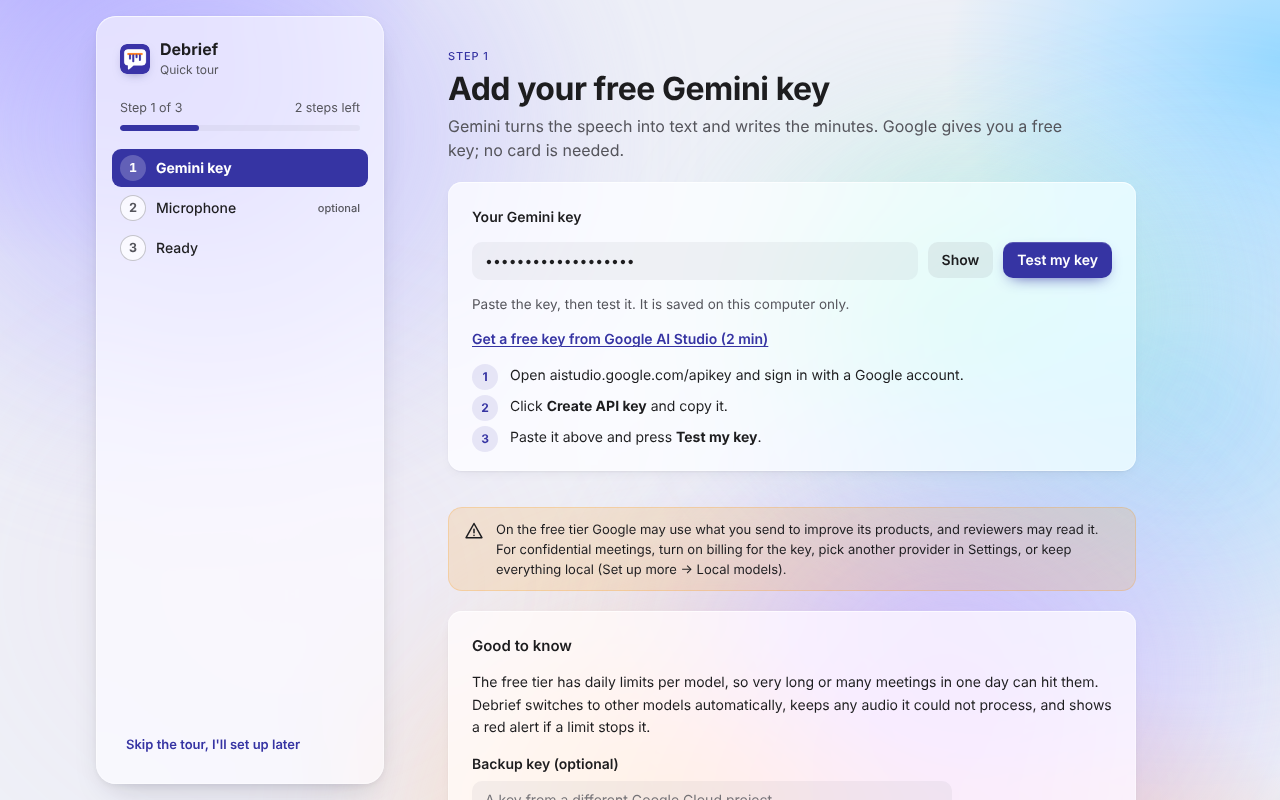 Debrief
Quick tour
Step 1 of 3
2 steps left
1 Gemini key
2 Microphone optional
3 Ready
Skip the tour, I'll set up later
STEP 1
Add your free Gemini key
Gemini turns the speech into text and writes the minutes. Google gives you a free
key; no card is needed.
Your Gemini key
•••••••••••••••••••
Show
Test my key
Paste the key, then test it. It is saved on this computer only.
Get a free key from Google AI Studio (2 min)
1 Open aistudio.google.com/apikey and sign in with a Google account.
2 Click Create API key and copy it.
3 Paste it above and press Test my key.
On the free tier Google may use what you send to improve its products, and reviewers may read it.
For confidential meetings, turn on billing for the key, pick another provider in Settings, or keep
everything local (Set up more → Local models).
Good to know
The free tier has daily limits per model, so very long or many meetings in one day can hit them.
Debrief switches to other models automatically, keeps any audio it could not process, and shows
a red alert if a limit stops it.
Backup key (optional)
A key from a different Google Cloud project